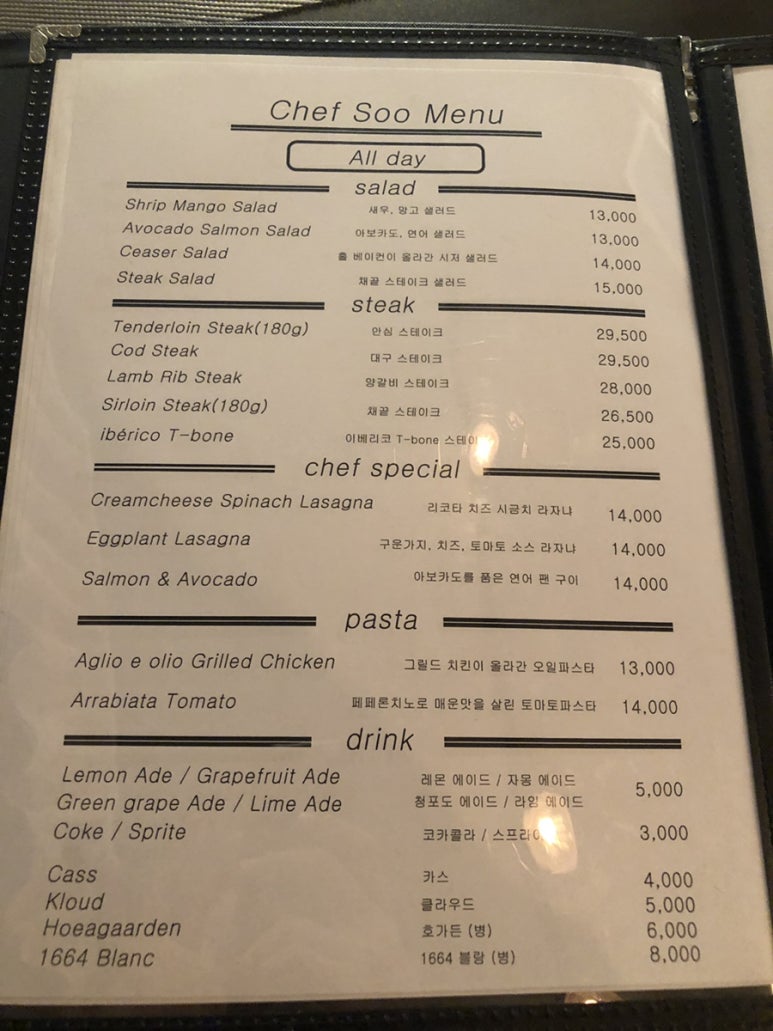 Chef Soo Menu
All day
salad
Shrip Mango Salad 새우, 망고 샐러드 13,000
Avocado Salmon Salad 아보카도, 연어 샐러드 13,000
Ceaser Salad 홀 베이컨이 올라간 시저 샐러드 14,000
Steak Salad 채끝 스테이크 샐러드 15,000
steak
Tenderloin Steak(180g) 안심 스테이크 29,500
Cod Steak 대구 스테이크 29,500
Lamb Rib Steak 양갈비 스테이크 28,000
Sirloin Steak(180g) 채끝 스테이크 26,500
ibérico T-bone 이베리코 T-bone 25,000
chef special
Creamcheese Spinach Lasagna 리코타 치즈 시금치 라자냐 14,000
Eggplant Lasagna 구운가지, 치즈, 토마토 소스 라자냐 14,000
Salmon & Avocado 아보카도를 품은 연어 팬 구이 14,000
pasta
Aglio e olio Grilled Chicken 그릴드 치킨이 올라간 오일파스타 13,000
Arrabiata Tomato 페페론치노로 매운맛을 살린 토마토파스타 14,000
drink
Lemon Ade / Grapefruit Ade 레몬 에이드 / 자몽 에이드
Green grape Ade / Lime Ade 청포도 에이드 / 라임 에이드 5,000
Coke / Sprite 코카콜라 / 3,000
Cass 카스 4,000
Kloud 클라우드 5,000
Hoeagaarden 호가든 (병) 6,000
1664 Blanc 1664 블랑 (병) 8,000